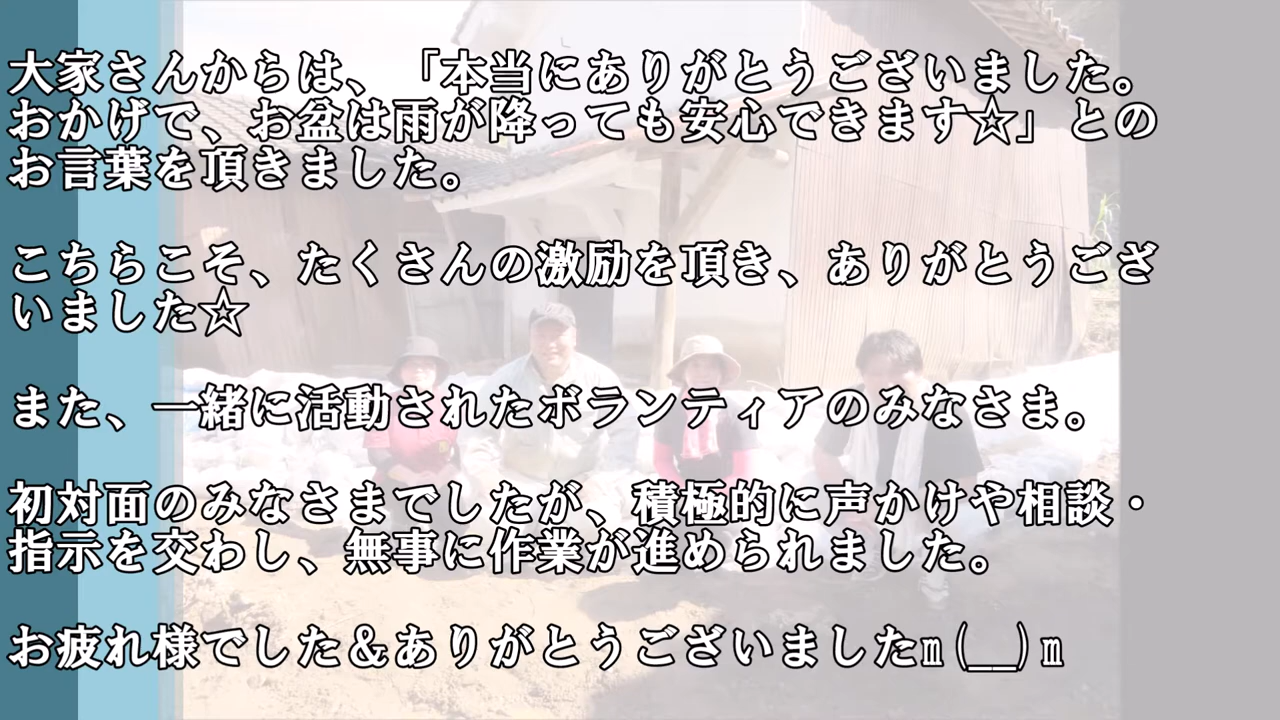 大家さんからは、「本当にありがとうございました。
おかげで、お盆は雨が降っても安心できます☆」との
お言葉を頂きました。
こちらこそ、たくさんの激励を頂き、ありがとうござ
いました☆
また、一緒に活動されたボランティアのみなさま。
初対面のみなさまでしたが、積極的に声かけや相談・
指示を交わし、無事に作業が進められました。
お疲れ様でした＆ありがとうございましたm(__)m